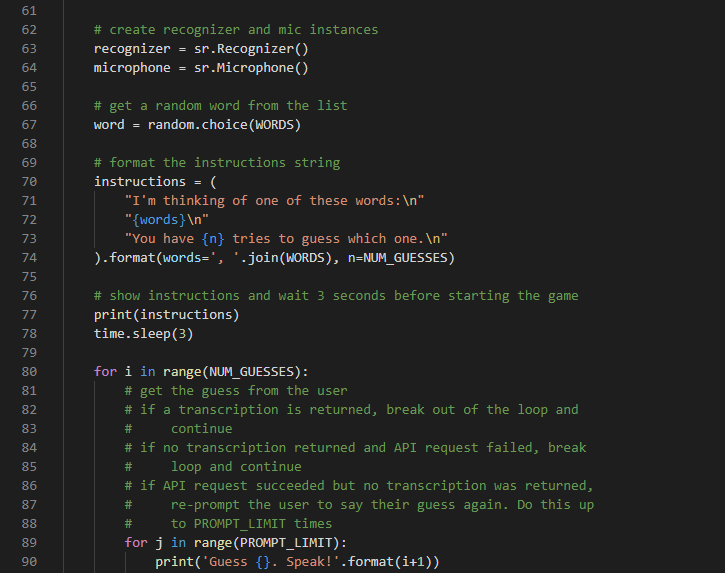 61
62 # create recognizer and mic instances
63 recognizer = sr.Recognizer()
64 microphone = sr.Microphone()
65
66 # get a random word from the list
67 word = random.choice(WORDS)
68
69 # format the instructions string
70 instructions = (
71 "I'm thinking of one of these words:\n"
72 "{words}\n"
73 "You have {n} tries to guess which one.\n"
74 ).format(words=', '.join(WORDS), n=NUM_GUESSES)
75
76 # show instructions and wait 3 seconds before starting the game
77 print(instructions)
78 time.sleep(3)
79
80 for i in range(NUM_GUESSES):
81 # get the guess from the user
82 # if a transcription is returned, break out of the loop and
83 #     continue
84 # if no transcription returned and API request failed, break
85 #     loop and continue
86 # if API request succeeded but no transcription was returned,
87 #     re-prompt the user to say their guess again. Do this up
88 #     to PROMPT_LIMIT times
89 for j in range(PROMPT_LIMIT):
90 print('Guess {}. Speak!'.format(i+1))